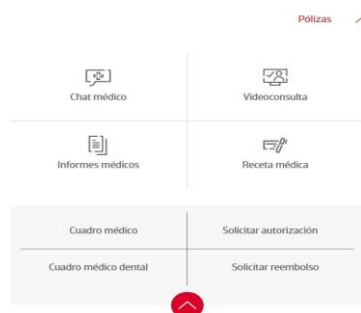 Pólizas
Chat médico
Videoconsulta
Informes médicos
Receta médica
Cuadro médico
Solicitar autorización
Cuadro médico dental
Solicitar reembolso